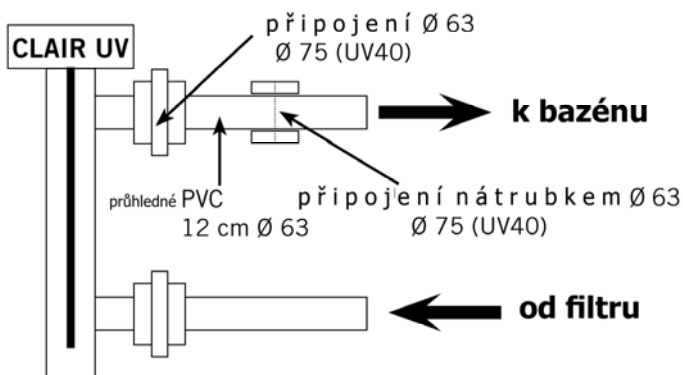 CLAIR UV
připojení Ø 63
Ø 75 (UV40)
k bazénu
průhledné PVC
12 cm Ø 63
připojení nátrubkem Ø 63
Ø 75 (UV40)
od filtru